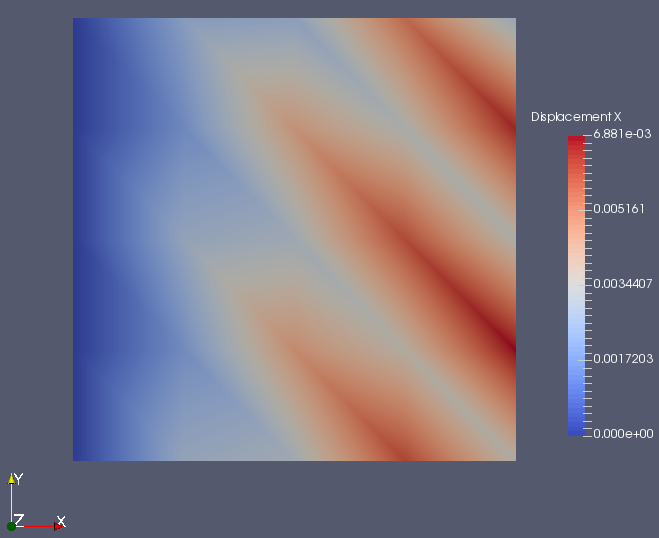 Displacement X
6.881e-03
0.005161
0.0034407
0.0017203
0.000e+00
Y
Z X